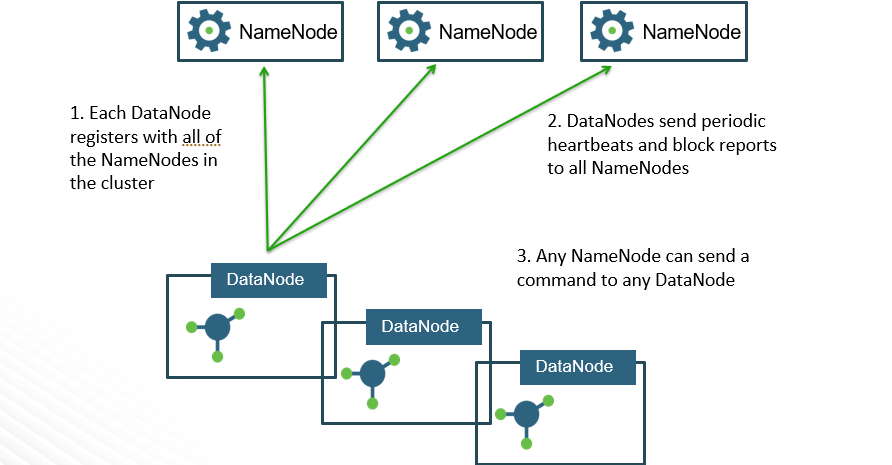 NameNode
NameNode
NameNode
1. Each DataNode
registers with all of
the NameNodes in
the cluster
2. DataNodes send periodic
heartbeats and block reports
to all NameNodes
3. Any NameNode can send a
command to any DataNode
DataNode
DataNode
DataNode